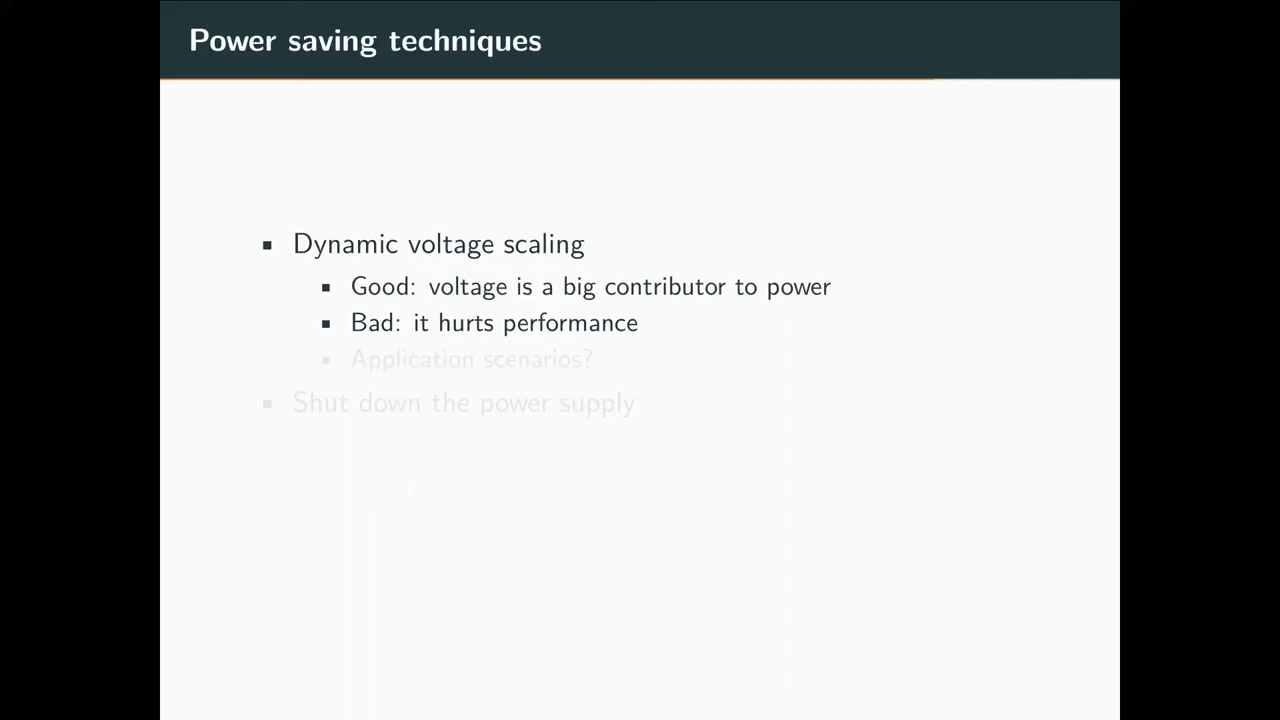 Power saving techniques
Dynamic voltage scaling
Good: voltage is a big contributor to power
Bad: it hurts performance
Application scenarios?
Shut down the power supply